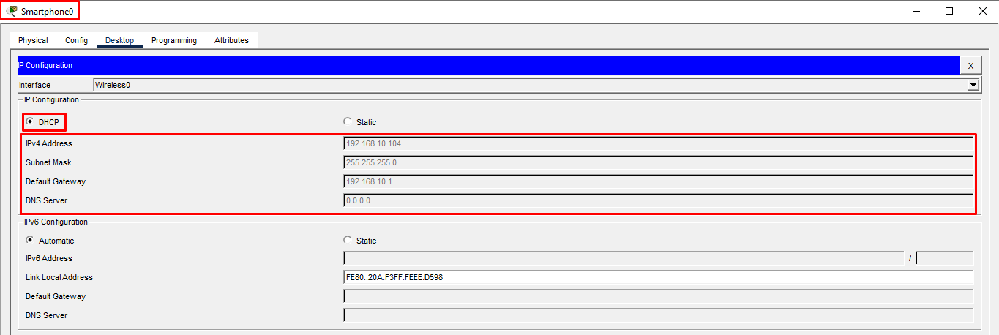 Smartphone0
Physical Config Desktop Programming Attributes
IP Configuration X
Interface Wireless0
IP Configuration
DHCP Static
IPv4 Address 192.168.10.104
Subnet Mask 255.255.255.0
Default Gateway 192.168.10.1
DNS Server 0.0.0.0
IPv6 Configuration
Automatic Static
IPv6 Address /
Link Local Address FE80::20A:F3FF:FEEE:D598
Default Gateway
DNS Server